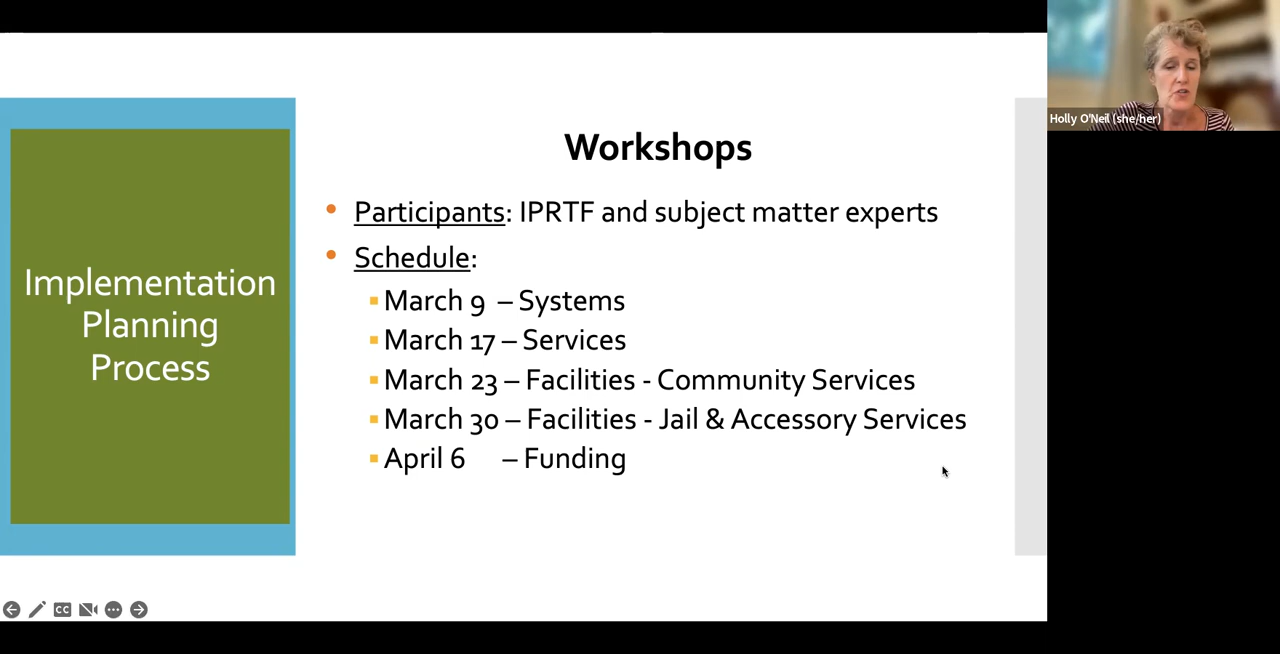 Implementation
Planning
Process
Workshops
• Participants: IPRTF and subject matter experts
• Schedule:
▪ March 9 – Systems
▪ March 17 – Services
▪ March 23 – Facilities - Community Services
▪ March 30 – Facilities - Jail & Accessory Services
▪ April 6 – Funding
Holly O'Neil (she/her)
CC